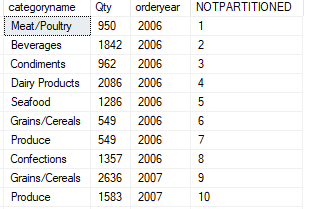 categoryname Qty orderyear NOTPARTITIONED
Meat/Poultry 950 2006 1
Beverages 1842 2006 2
Condiments 962 2006 3
Dairy Products 2086 2006 4
Seafood 1286 2006 5
Grains/Cereals 549 2006 6
Produce 549 2006 7
Confections 1357 2006 8
Grains/Cereals 2636 2007 9
Produce 1583 2007 10